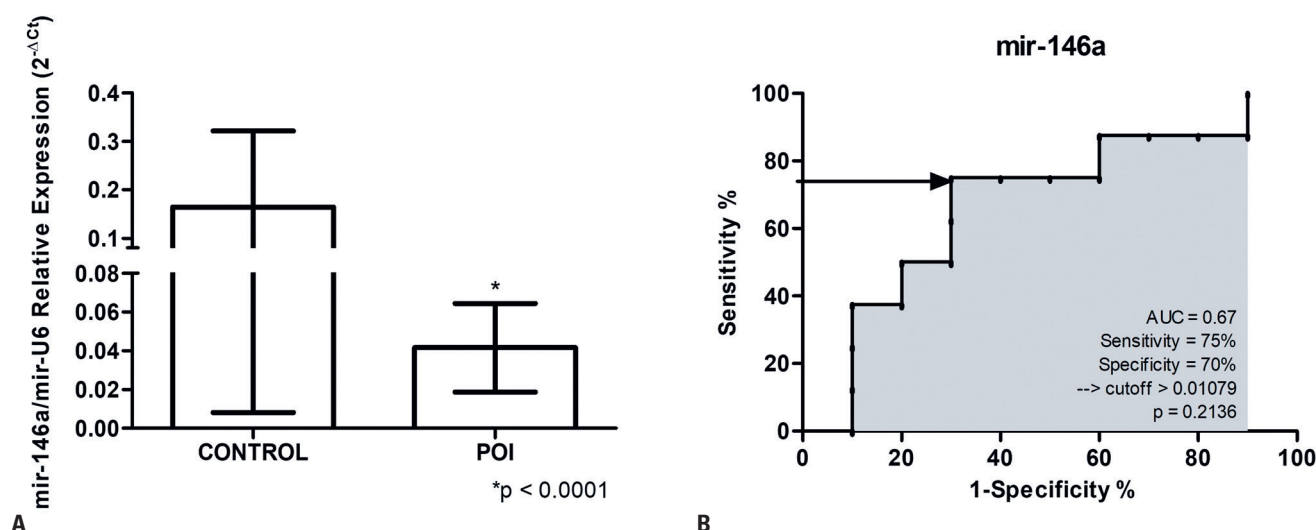 mir-146a/mir-U6 Relative Expression (2^-ΔCt)
0.4
0.3
0.2
0.1
0.08
0.06
0.04
0.02
0.00
*
CONTROL POI
*p < 0.0001
A
mir-146a
Sensitivity %
100
80
60
40
20
0
AUC = 0.67
Sensitivity = 75%
Specificity = 70%
--> cutoff > 0.01079
p = 0.2136
0 20 40 60 80 100
1-Specificity %
B